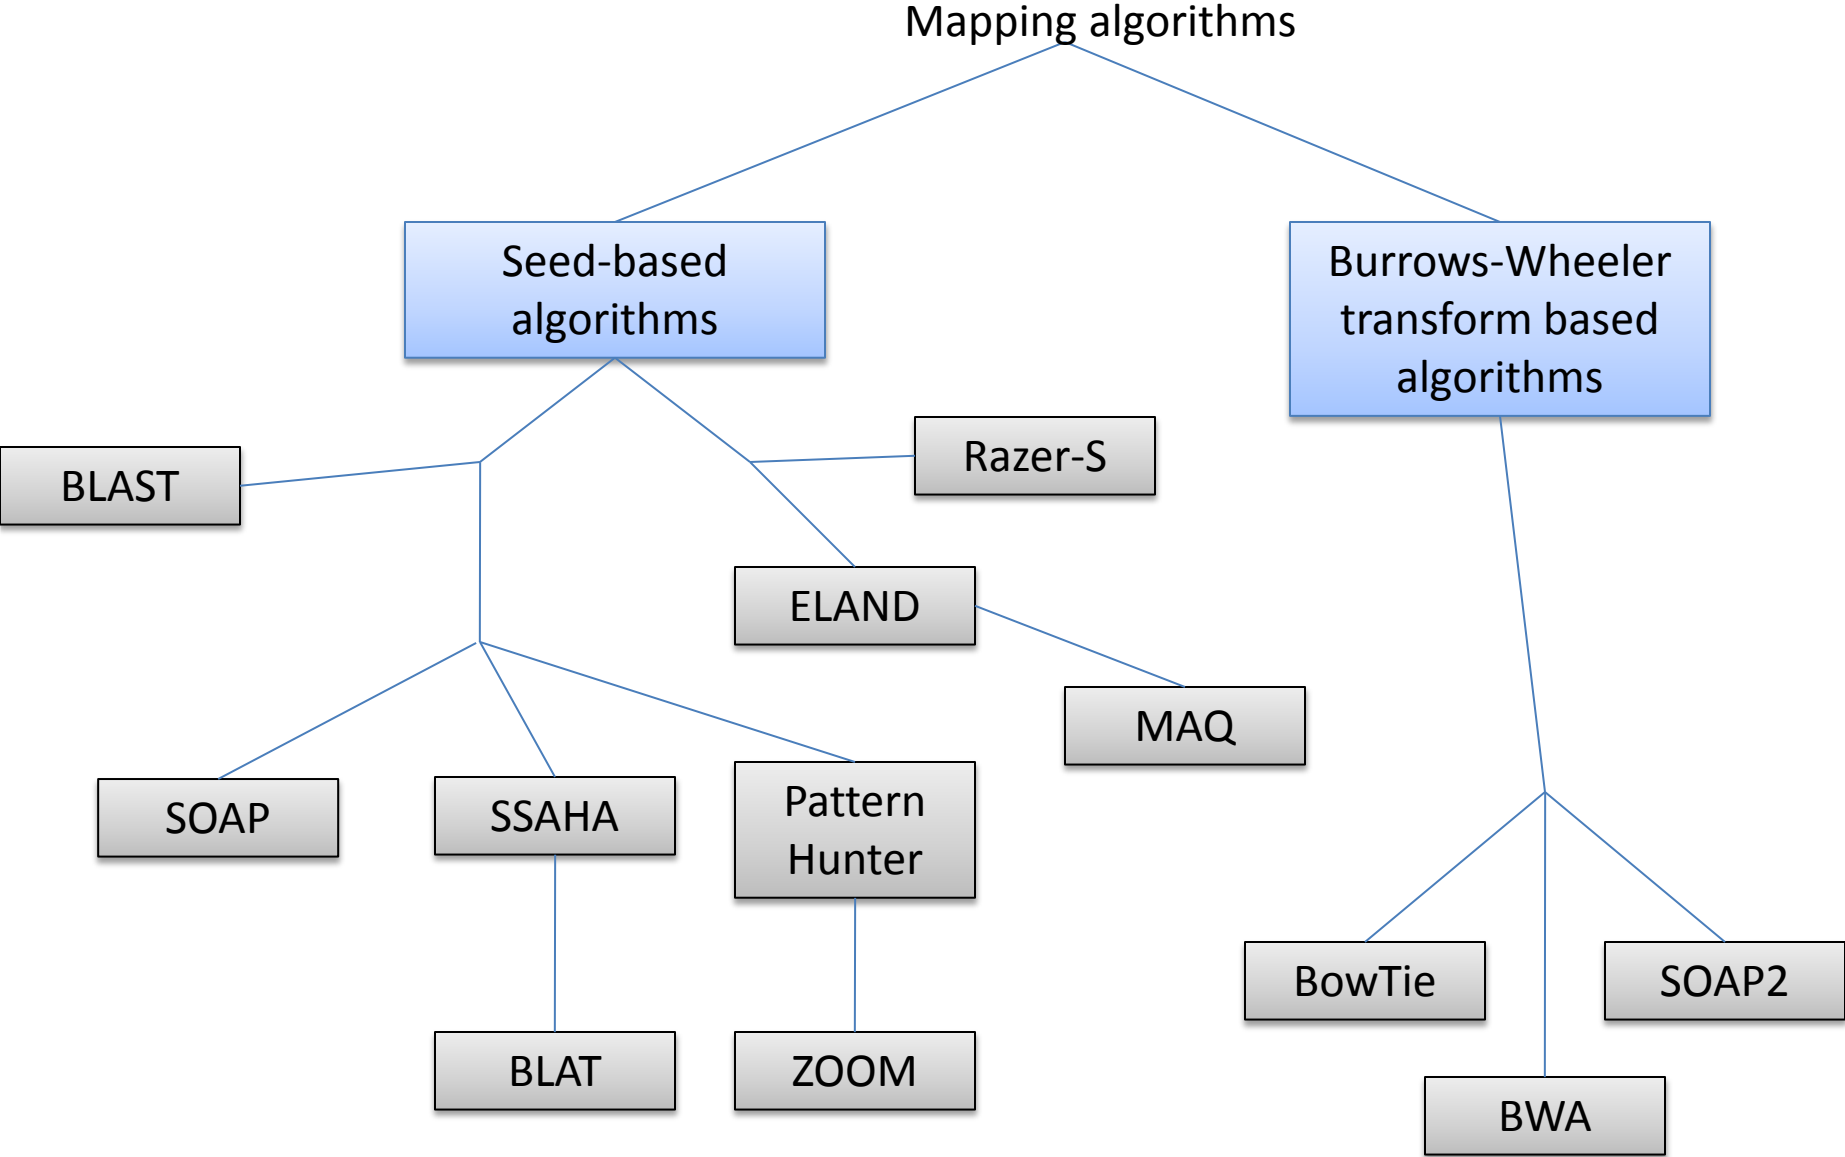 Mapping algorithms
Seed-based
algorithms
Burrows-Wheeler
transform based
algorithms
BLAST
Razer-S
ELAND
MAQ
SOAP
SSAHA
Pattern
Hunter
BowTie
SOAP2
BLAT
ZOOM
BWA